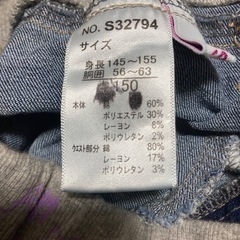 NO. S32794
サイズ
身長 145～155
胴囲 56～63
150
本体 綿 60%
ポリエステル 30%
レーヨン 8%
ポリウレタン 2%
ウエスト部分 綿 80%
レーヨン 17%
ポリウレタン 3%